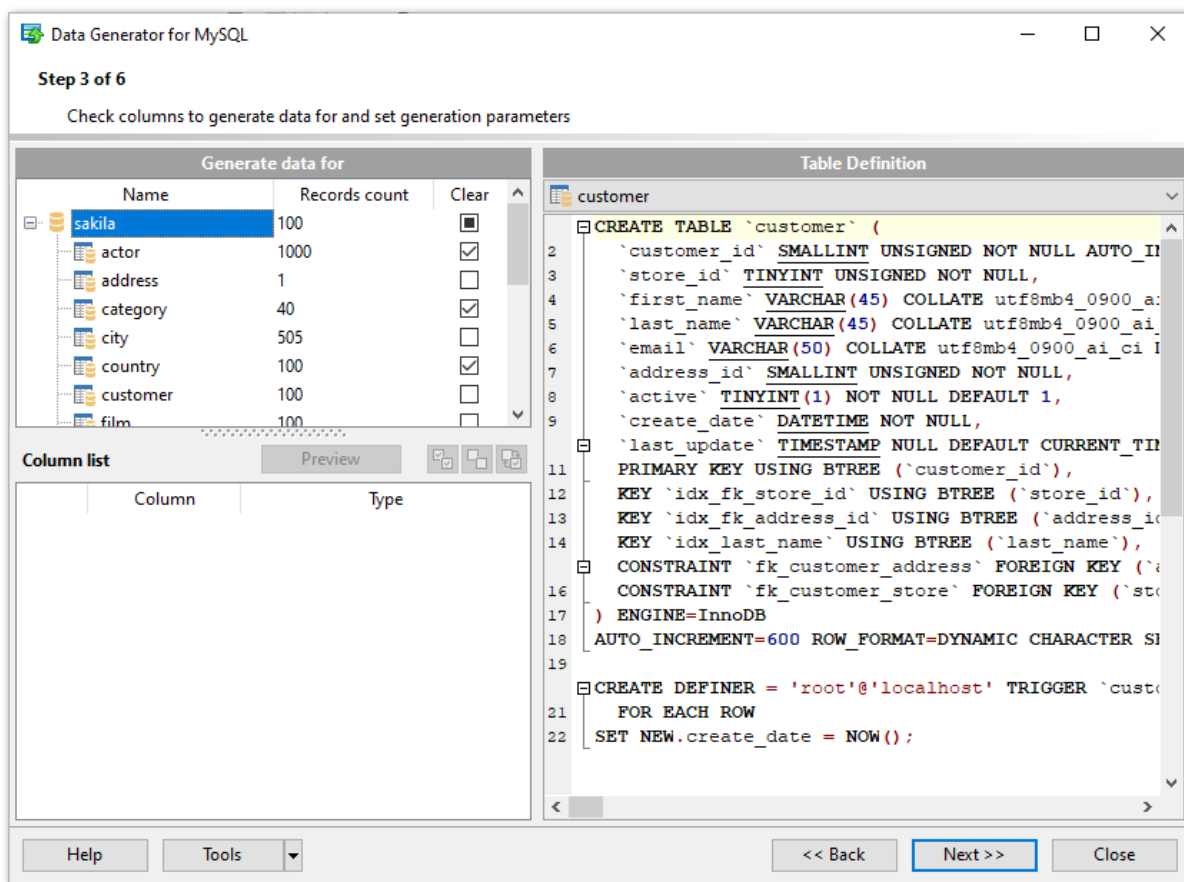 Data Generator for MySQL
Step 3 of 6
Check columns to generate data for and set generation parameters
Generate data for
Name Records count Clear
sakila 100
actor 1000
address 1
category 40
city 505
country 100
customer 100
film 100
Column list Preview
Column Type
Table Definition
customer
CREATE TABLE `customer` (
2 `customer_id` SMALLINT UNSIGNED NOT NULL
3 `store_id` TINYINT UNSIGNED NOT NULL,
4 `first_name` VARCHAR(45) COLLATE
5 `last_name` VARCHAR(45) COLLATE utf8mb4_0900_ai_
6 `email` VARCHAR(50) COLLATE utf8mb4_0900_ai_ci
7 `address_id` SMALLINT UNSIGNED NOT NULL,
8 `active` TINYINT(1) NOT NULL DEFAULT 1,
9 `create_date` DATETIME NOT NULL,
`last_update` TIMESTAMP NULL DEFAULT
11 PRIMARY KEY USING BTREE (`customer_id`),
12 KEY `idx_fk_store_id` USING BTREE (`store_id`),
13 KEY `idx_fk_address_id` USING BTREE
14 KEY `idx_last_name` USING BTREE (`last_name`),
CONSTRAINT `fk_customer_address` FOREIGN KEY
16 CONSTRAINT `fk_customer_store` FOREIGN KEY
17 ) ENGINE=InnoDB
18 AUTO_INCREMENT=600 ROW_FORMAT=DYNAMIC CHARACTER
19
CREATE DEFINER = 'root'@'localhost' TRIGGER
21 FOR EACH ROW
22 SET NEW.create_date = NOW();
Help Tools << Back Next >> Close